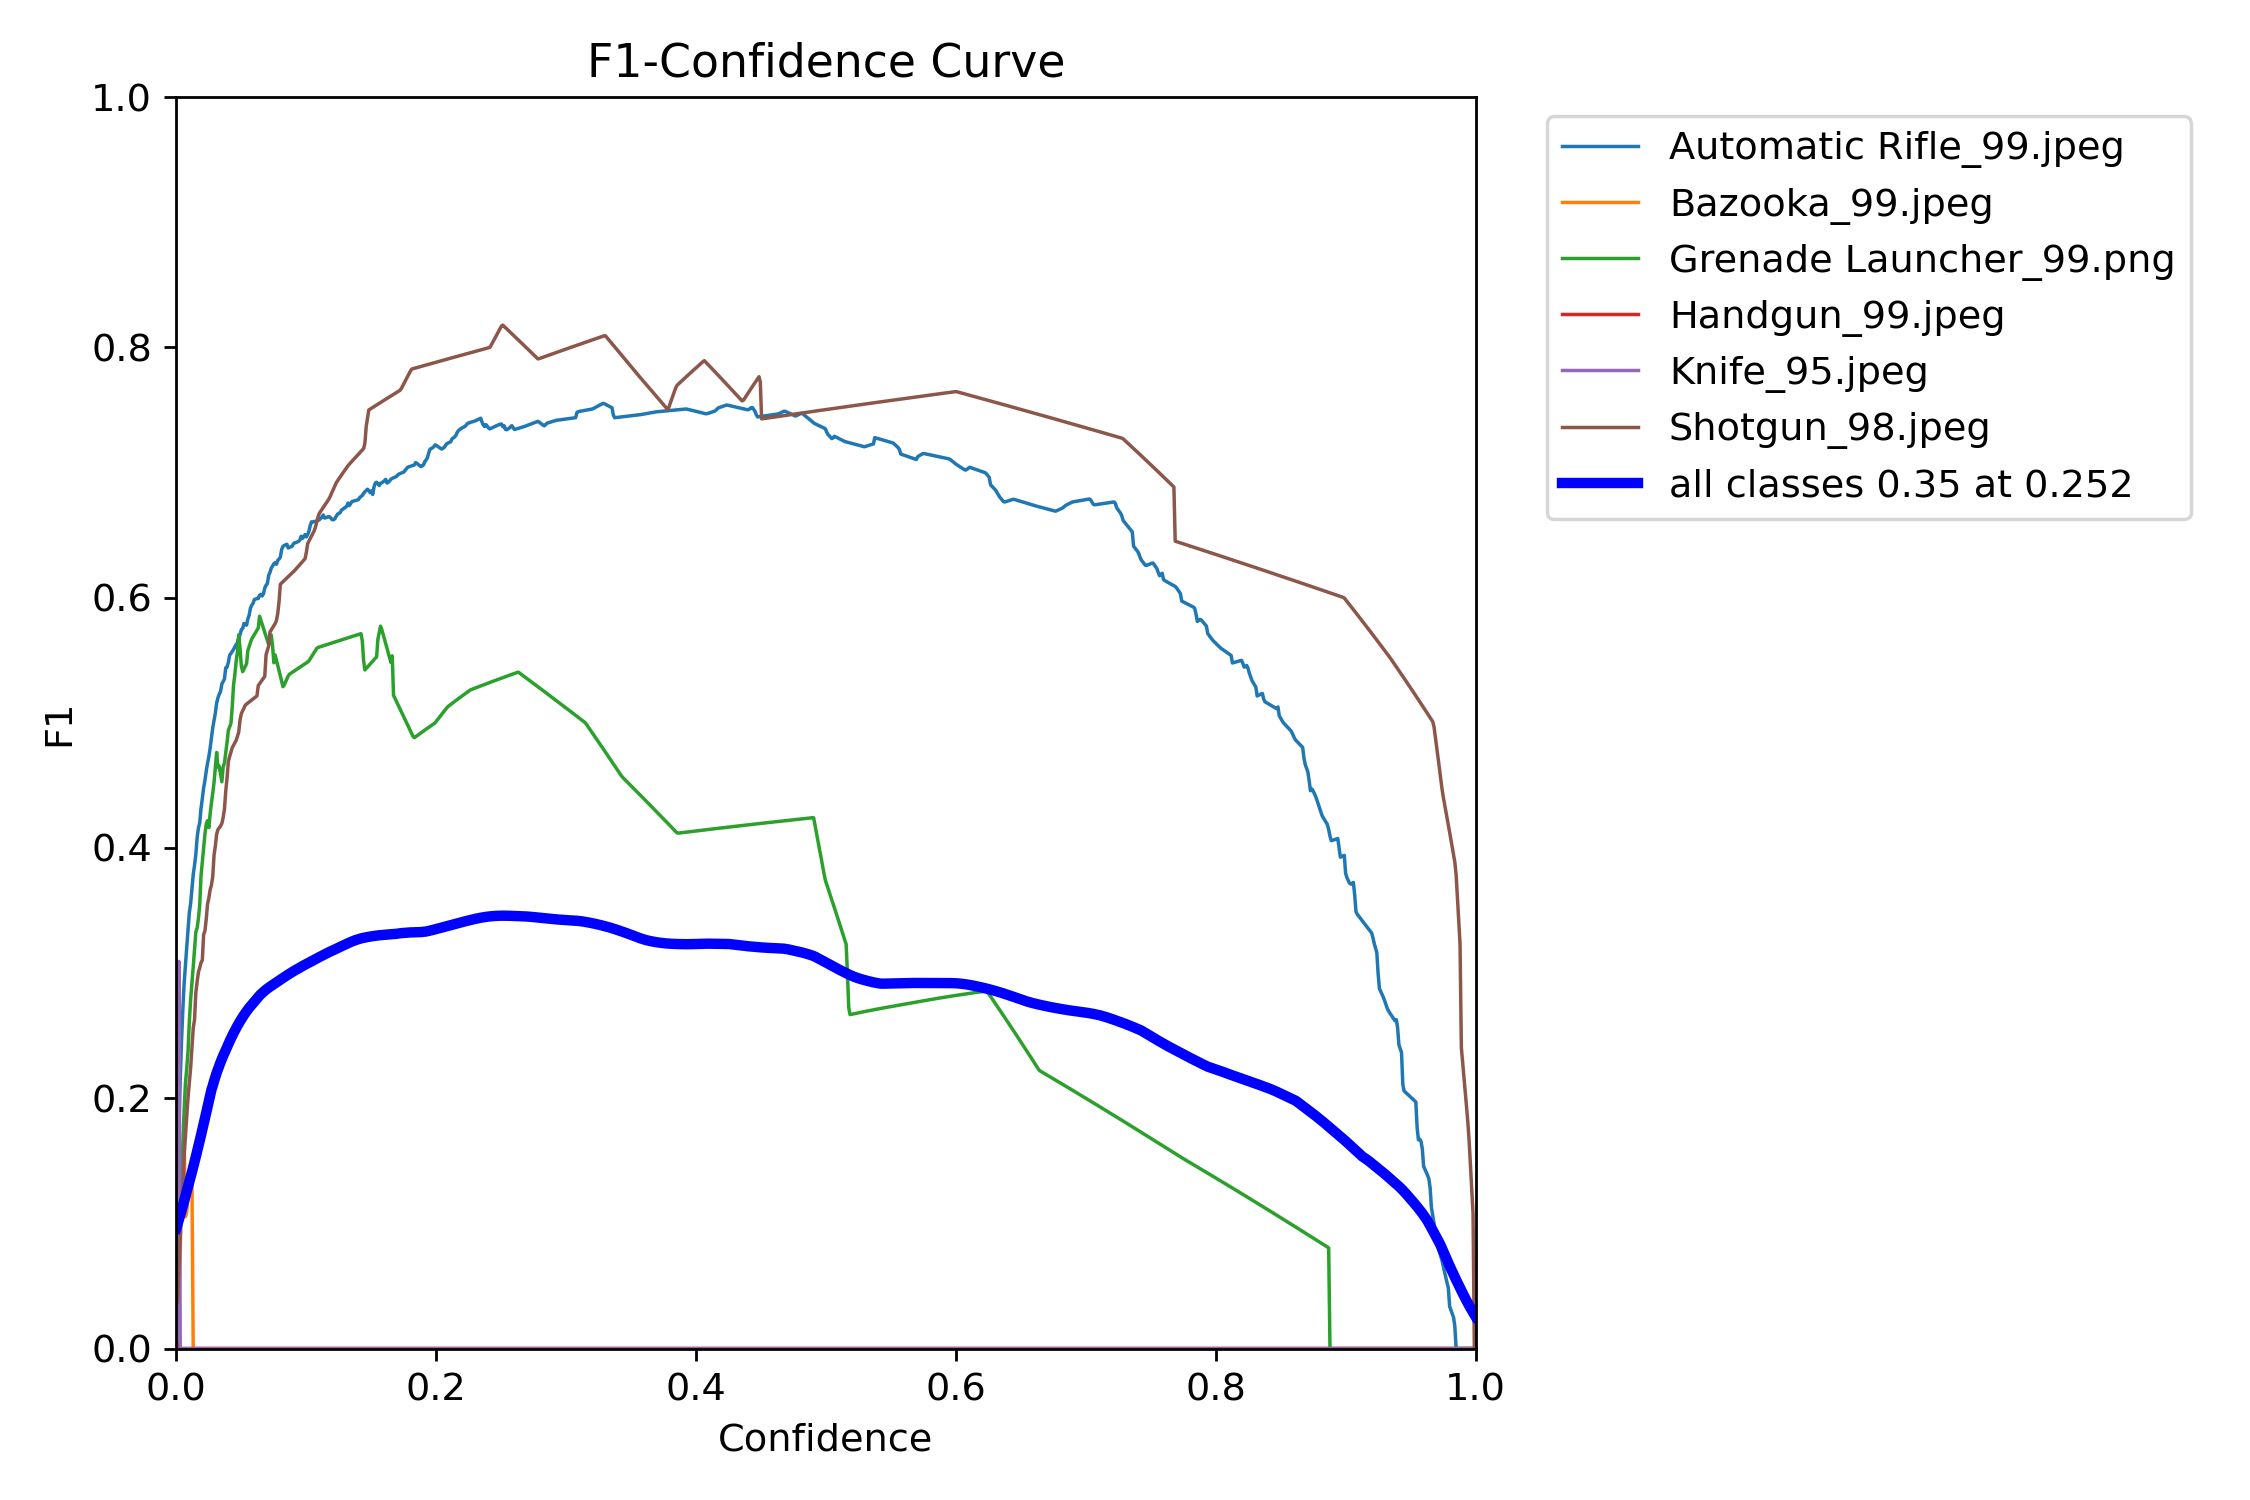 F1-Confidence Curve
1.0
0.8
0.6
0.4
0.2
0.0
F1
0.0 0.2 0.4 0.6 0.8 1.0
Confidence
Automatic Rifle_99.jpeg
Bazooka_99.jpeg
Grenade Launcher_99.png
Handgun_99.jpeg
Knife_95.jpeg
Shotgun_98.jpeg
all classes 0.35 at 0.252